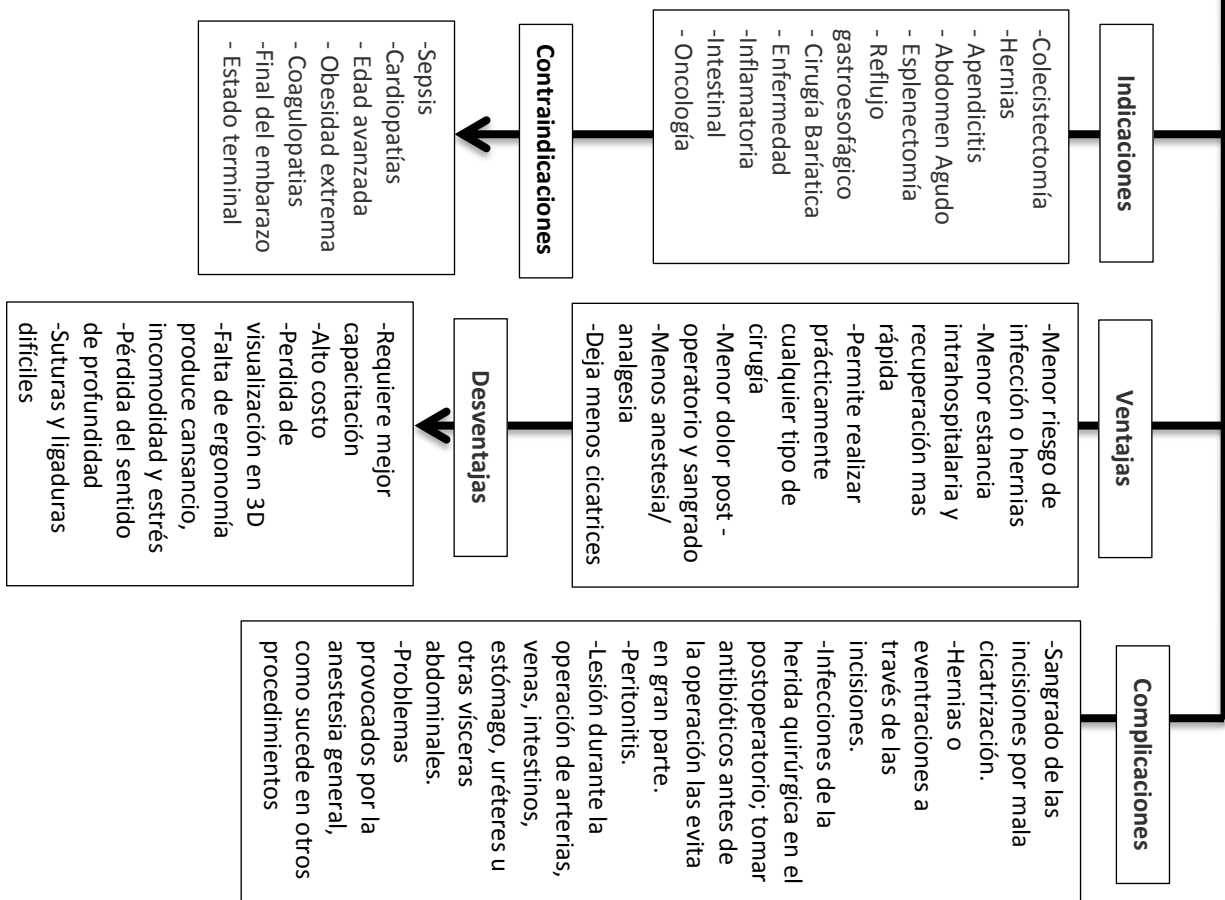 Indicaciones
-Colecistectomía
-Hernias
- Apendicitis
- Abdomen Agudo
- Esplenectomía
- Reflujo
gastroesofágico
- Cirugía Baríatica
- Enfermedad
-Inflamatoria
-Intestinal
- Oncología
Contraindicaciones
-Sepsis
-Cardiopatías
- Edad avanzada
- Obesidad extrema
- Coagulopatias
-Final del embarazo
- Estado terminal
Ventajas
-Menor riesgo de
infección o hernias
-Menor estancia
intrahospitalaria y
recuperación mas
rápida
-Permite realizar
prácticamente
cualquier tipo de
cirugía
-Menor dolor post -
operatorio y sangrado
-Menos anestesia/
analgesia
-Deja menos cicatrices
Desventajas
-Requiere mejor
capacitación
-Alto costo
-Perdida de
visualización en 3D
-Falta de ergonomía
produce cansancio,
incomodidad y estrés
-Pérdida del sentido
de profundidad
-Suturas y ligaduras
difíciles
Complicaciones
-Sangrado de las
incisiones por mala
cicatrización.
-Hernias o
eventraciones a
través de las
incisiones.
-Infecciones de la
herida quirúrgica en el
postoperatorio; tomar
antibióticos antes de
la operación las evita
en gran parte.
-Peritonitis.
-Lesión durante la
operación de arterias,
venas, intestinos,
estómago, uréteres u
otras vísceras
abdominales.
-Problemas
provocados por la
anestesia general,
como sucede en otros
procedimientos